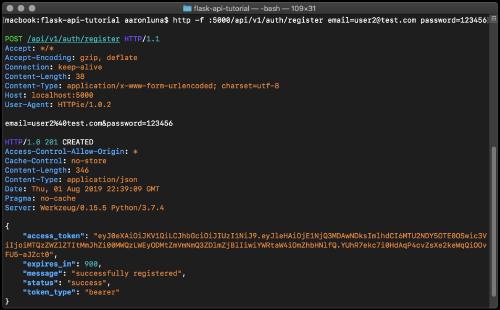 flask-api-tutorial — -bash — 109×31
macbook:flask-api-tutorial aaronluna$ http -f :5000/api/v1/auth/register email=user2@test.com password=123456
POST /api/v1/auth/register HTTP/1.1
Accept: */*
Accept-Encoding: gzip, deflate
Connection: keep-alive
Content-Length: 38
Content-Type: application/x-www-form-urlencoded; charset=utf-8
Host: localhost:5000
User-Agent: HTTPie/1.0.2
email=user2%40test.com&password=123456
HTTP/1.0 201 CREATED
Access-Control-Allow-Origin: *
Cache-Control: no-store
Content-Length: 346
Content-Type: application/json
Date: Thu, 01 Aug 2019 22:39:09 GMT
Pragma: no-cache
Server: Werkzeug/0.15.5 Python/3.7.4
{
"access_token":
"expires_in": 900,
"message": "successfully registered",
"status": "success",
"token_type": "bearer"
}